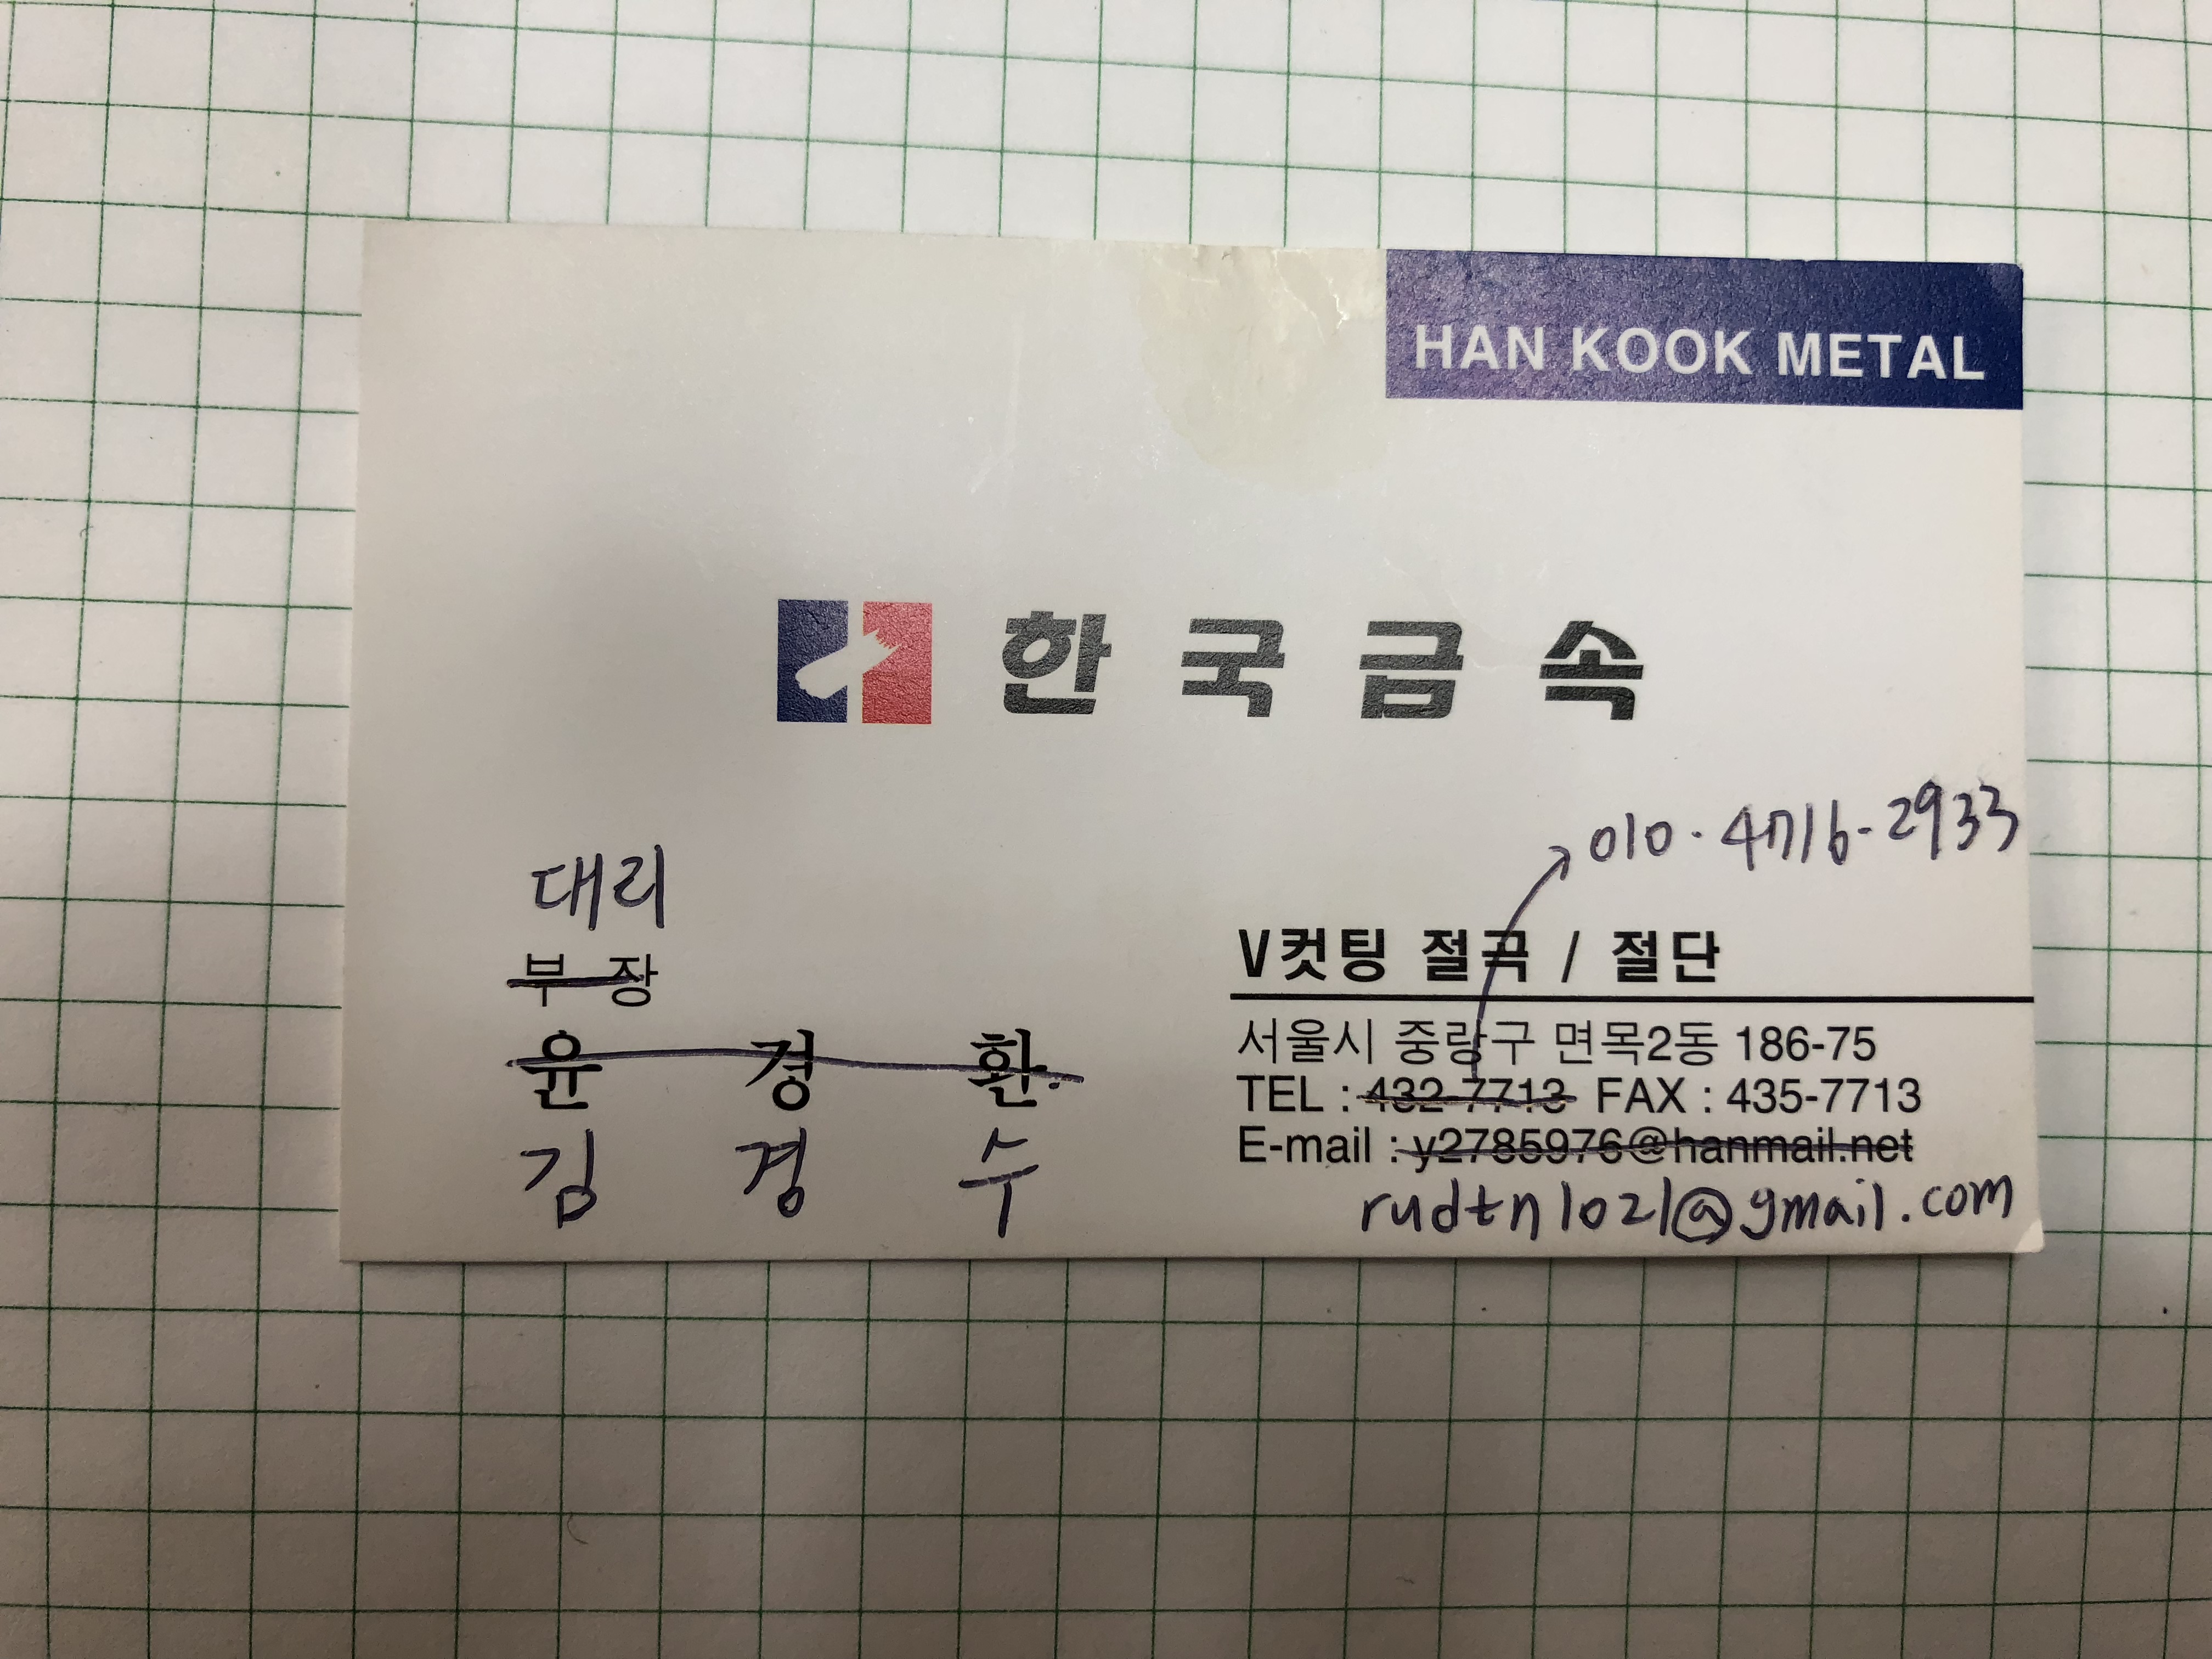 HAN KOOK METAL
한국금속
010-4716-2933
대리
부장
윤경환
김경수
V컷팅 절곡 / 절단
서울시 중랑구 면목2동 186-75
TEL : 432-7713 FAX : 435-7713
E-mail : y2785976@hanmail.net
rudtn1021@gmail.com